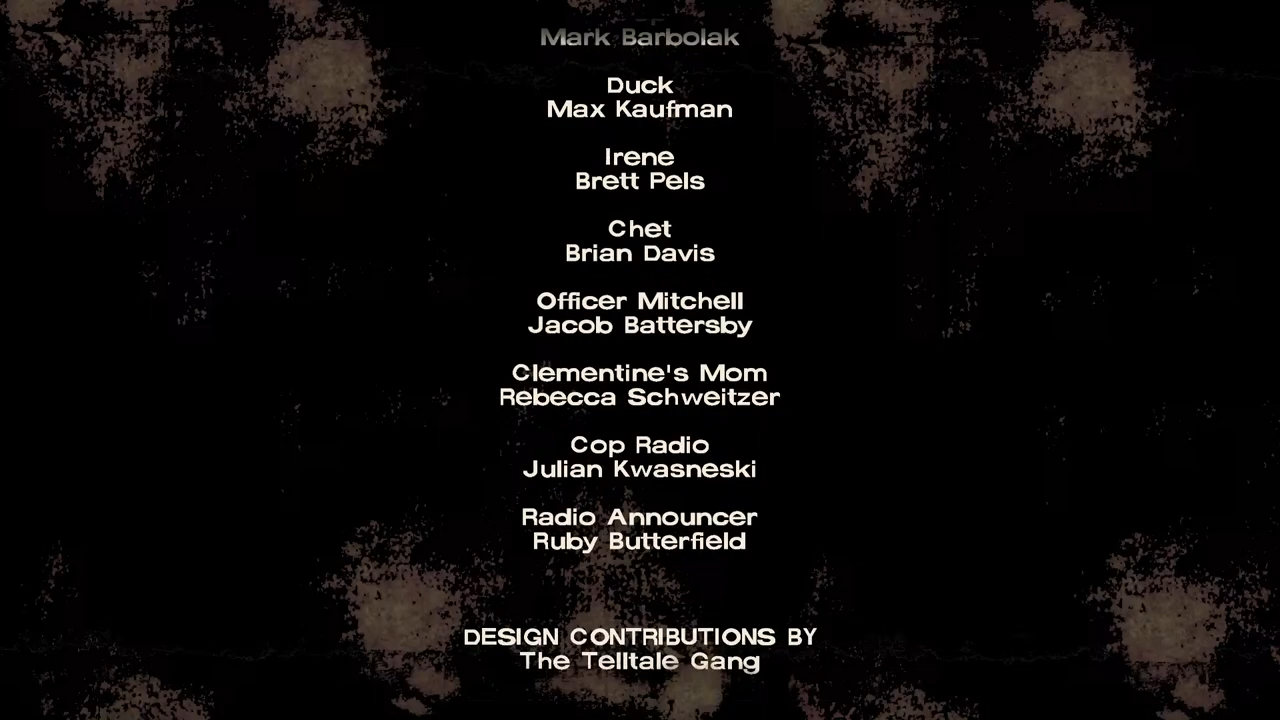 Mark Barbolak
Duck
Max Kaufman
Irene
Brett Pels
Chet
Brian Davis
Officer Mitchell
Jacob Battersby
Clementine's Mom
Rebecca Schweitzer
Cop Radio
Julian Kwasneski
Radio Announcer
Ruby Butterfield
DESIGN CONTRIBUTIONS BY
The Telltale Gang